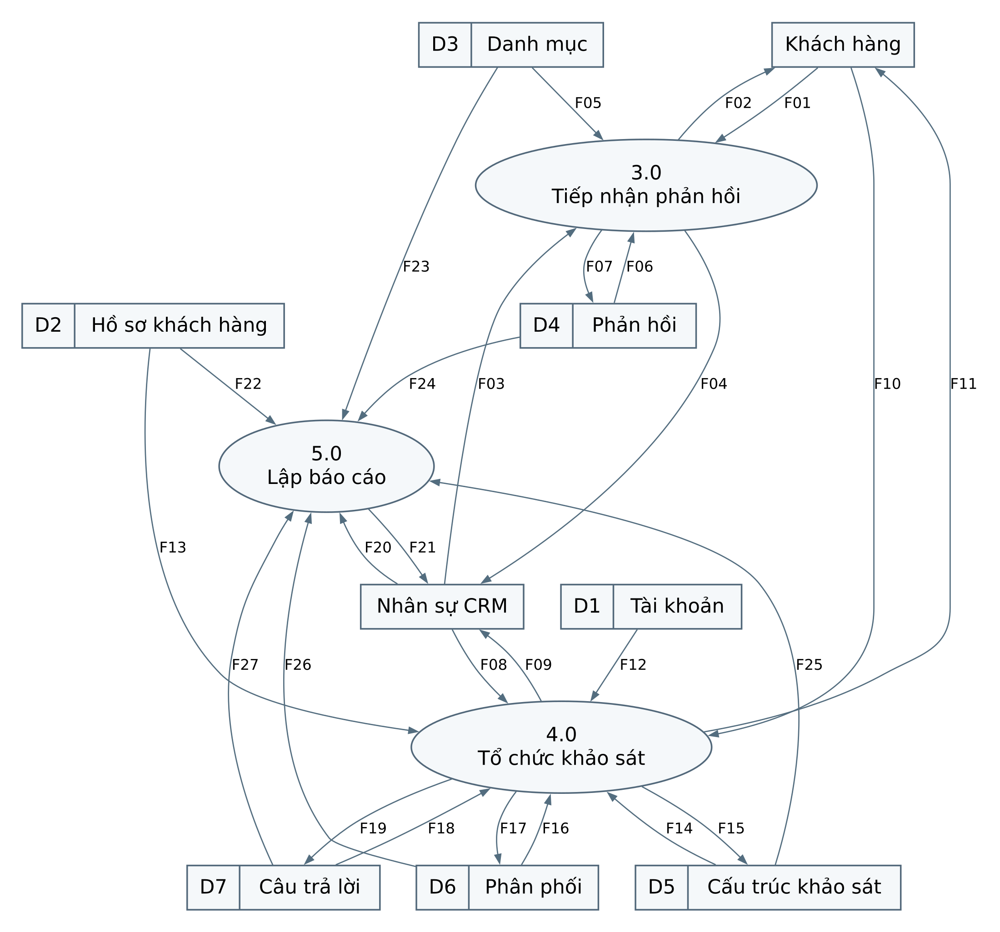 D3 Danh mục
Khách hàng
F05
F02
F01
3.0
Tiếp nhận phản hồi
F23
F07
F06
D2 Hồ sơ khách hàng
D4 Phản hồi
F22
F24
F03
F04
F10
F11
5.0
Lập báo cáo
F13
F20
F21
Nhân sự CRM
D1 Tài khoản
F27
F26
F08
F09
F12
F25
4.0
Tổ chức khảo sát
F19
F18
F17
F16
F14
F15
D7 Câu trả lời
D6 Phân phối
D5 Cấu trúc khảo sát